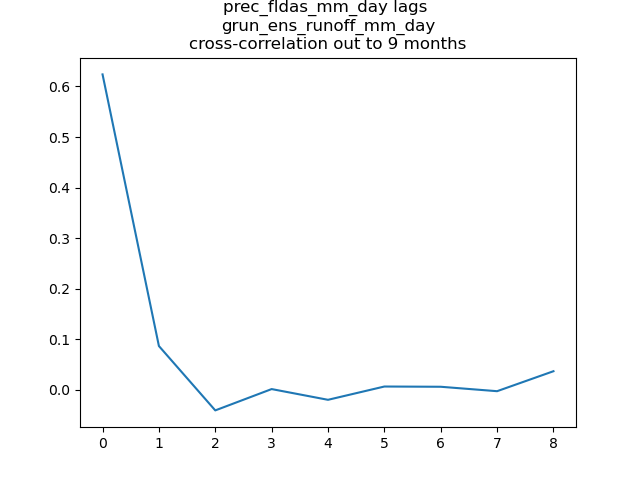 prec_fldas_mm_day lags
grun_ens_runoff_mm_day
cross-correlation out to 9 months
0.6
0.5
0.4
0.3
0.2
0.1
0.0
0 1 2 3 4 5 6 7 8